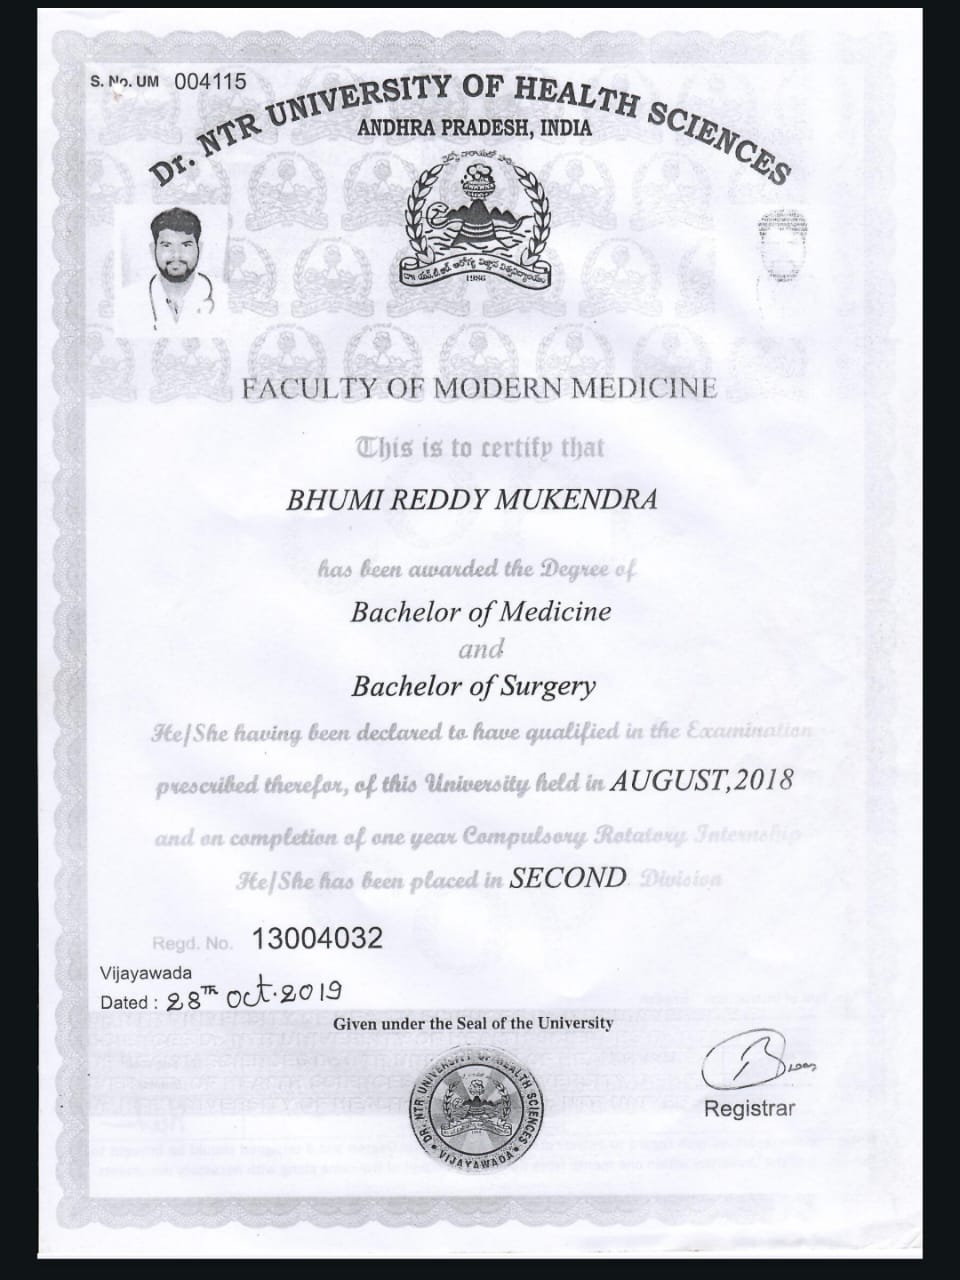 S. No. UM 004115
Dr. NTR UNIVERSITY OF HEALTH SCIENCES
ANDHRA PRADESH, INDIA
1986
FACULTY OF MODERN MEDICINE
This is to certify that
BHUMI REDDY MUKENDRA
has been awarded the Degree of
Bachelor of Medicine
and
Bachelor of Surgery
He/She having been declared to have qualified in the Examination
prescribed therefor, of this University held in AUGUST,2018
and on completion of one year Compulsory Rotatory Internship
He/She has been placed in SECOND Division
Regd. No. 13004032
Vijayawada
Dated : 28TH Oct. 2019
Given under the Seal of the University
DR. NTR UNIVERSITY OF HEALTH SCIENCES
VIJAYAWADA
Registrar